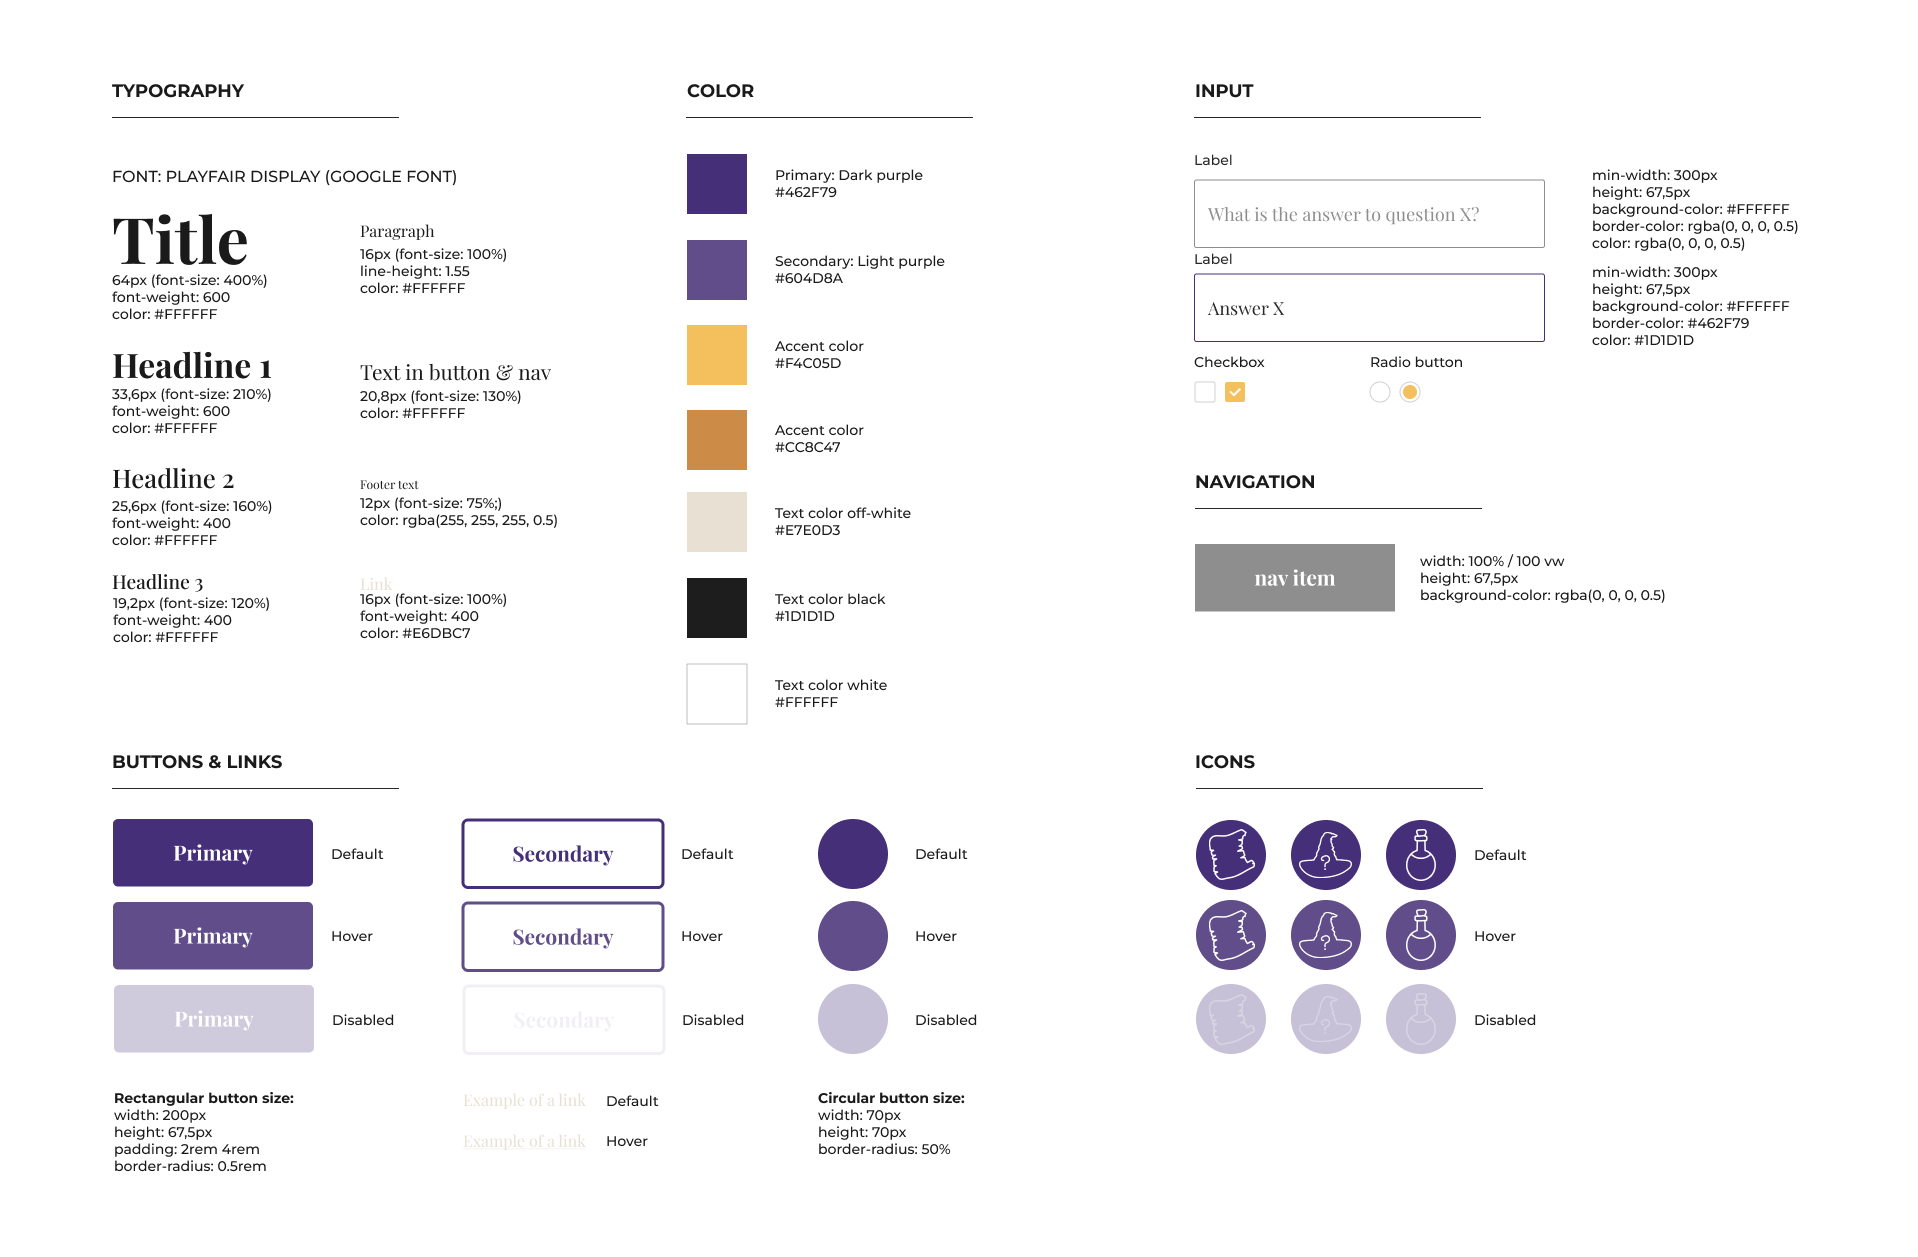 TYPOGRAPHY
FONT: PLAYFAIR DISPLAY (GOOGLE FONT)
Title
64px (font-size: 400%)
font-weight: 600
color: #FFFFFF
Headline 1
33,6px (font-size: 210%)
font-weight: 600
color: #FFFFFF
Headline 2
25,6px (font-size: 160%)
font-weight: 400
color: #FFFFFF
Headline 3
19,2px (font-size: 120%)
font-weight: 400
color: #FFFFFF
Paragraph
16px (font-size: 100%)
line-height: 1.55
color: #FFFFFF
Text in button & nav
20,8px (font-size: 130%)
color: #FFFFFF
Footer text
12px (font-size: 75%;)
color: rgba(255, 255, 255, 0.5)
Link
16px (font-size: 100%)
font-weight: 400
color: #E6DBC7
COLOR
Primary: Dark purple
#462F79
Secondary: Light purple
#604D8A
Accent color
#F4C05D
Accent color
#CC8C47
Text color off-white
#E7E0D3
Text color black
#1D1D1D
Text color white
#FFFFFF
INPUT
Label
What is the answer to question X?
Label
Answer X
min-width: 300px
height: 67,5px
background-color: #FFFFFF
border-color: rgba(0, 0, 0, 0.5)
color: rgba(0, 0, 0, 0.5)
min-width: 300px
height: 67,5px
background-color: #FFFFFF
border-color: #462F79
color: #1D1D1D
Checkbox
Radio button
NAVIGATION
nav item
width: 100% / 100 vw
height: 67,5px
background-color: rgba(0, 0, 0, 0.5)
BUTTONS & LINKS
Primary
Default
Secondary
Default
Default
Primary
Hover
Secondary
Hover
Hover
Primary
Disabled
Secondary
Disabled
Disabled
Rectangular button size:
width: 200px
height: 67,5px
padding: 2rem 4rem
border-radius: 0.5rem
Example of a link
Default
Example of a link
Hover
Circular button size:
width: 70px
height: 70px
border-radius: 50%
ICONS
?
Default
?
Hover
?
Disabled